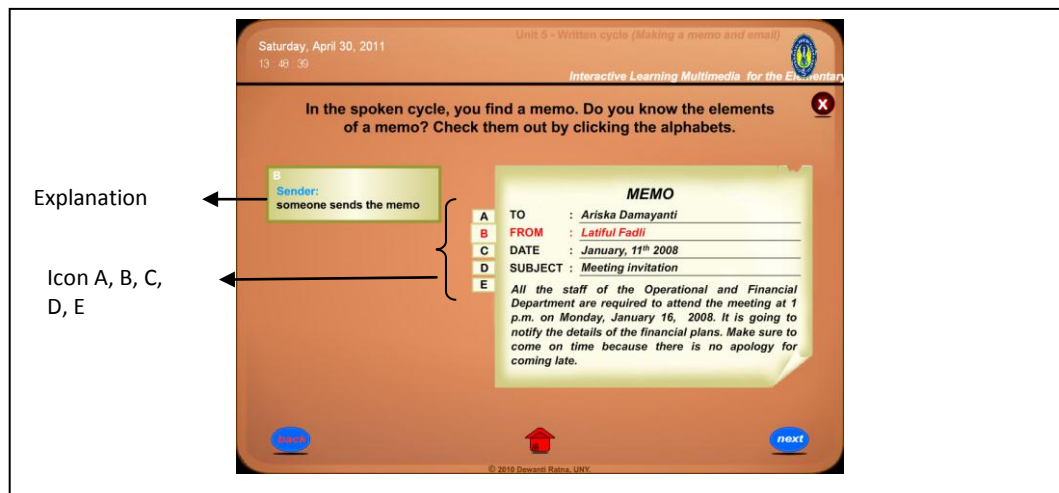 Saturday, April 30, 2011
13 : 48 : 39
Unit 5 - Written cycle (Making a memo and email)
Interactive Learning Multimedia for the Elementary
X
In the spoken cycle, you find a memo. Do you know the elements
of a memo? Check them out by clicking the alphabets.
Explanation
B
Sender:
someone sends the memo
Icon A, B, C,
D, E
MEMO
A TO : Ariska Damayanti
B FROM : Latiful Fadli
C DATE : January, 11th 2008
D SUBJECT : Meeting invitation
E
All the staff of the Operational and Financial
Department are required to attend the meeting at 1
p.m. on Monday, January 16, 2008. It is going to
notify the details of the financial plans. Make sure to
come on time because there is no apology for
coming late.
back
next
© 2010 Dewanti Ratna, UNY.